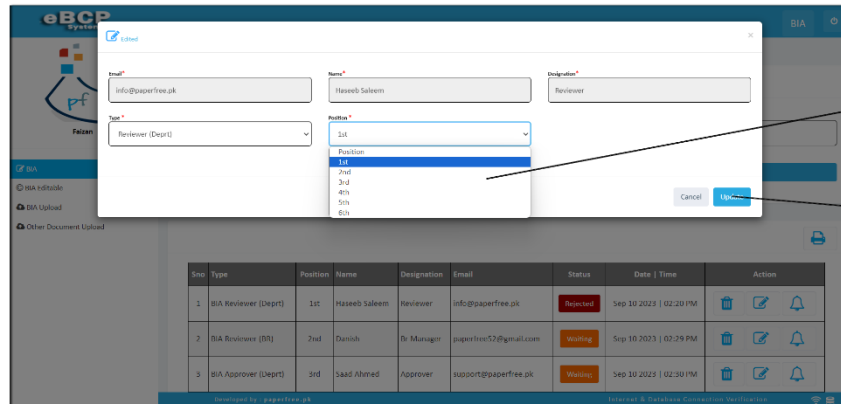 eBCP
System
BIA
Edited
×
Email* Name* Designation*
info@paperfree.pk Haseeb Saleem Reviewer
Type* Position*
Reviewer (Deprt) 1st
Position
1st
2nd
3rd
4th
5th
6th
Cancel Update
pf
Faizan
BIA
BIA Editable
BIA Upload
Other Document Upload
Sno Type Position Name Designation Email Status Date | Time Action
1 BIA Reviewer (Deprt) 1st Haseeb Saleem Reviewer info@paperfree.pk Rejected Sep 10 2023 | 02:20 PM
2 BIA Reviewer (BR) 2nd Danish Br Manager paperfree52@gmail.com Waiting Sep 10 2023 | 02:29 PM
3 BIA Approver (Deprt) 3rd Saad Ahmed Approver support@paperfree.pk Waiting Sep 10 2023 | 02:30 PM
Developed by : paperfree.pk Internet & Database Connection Verification